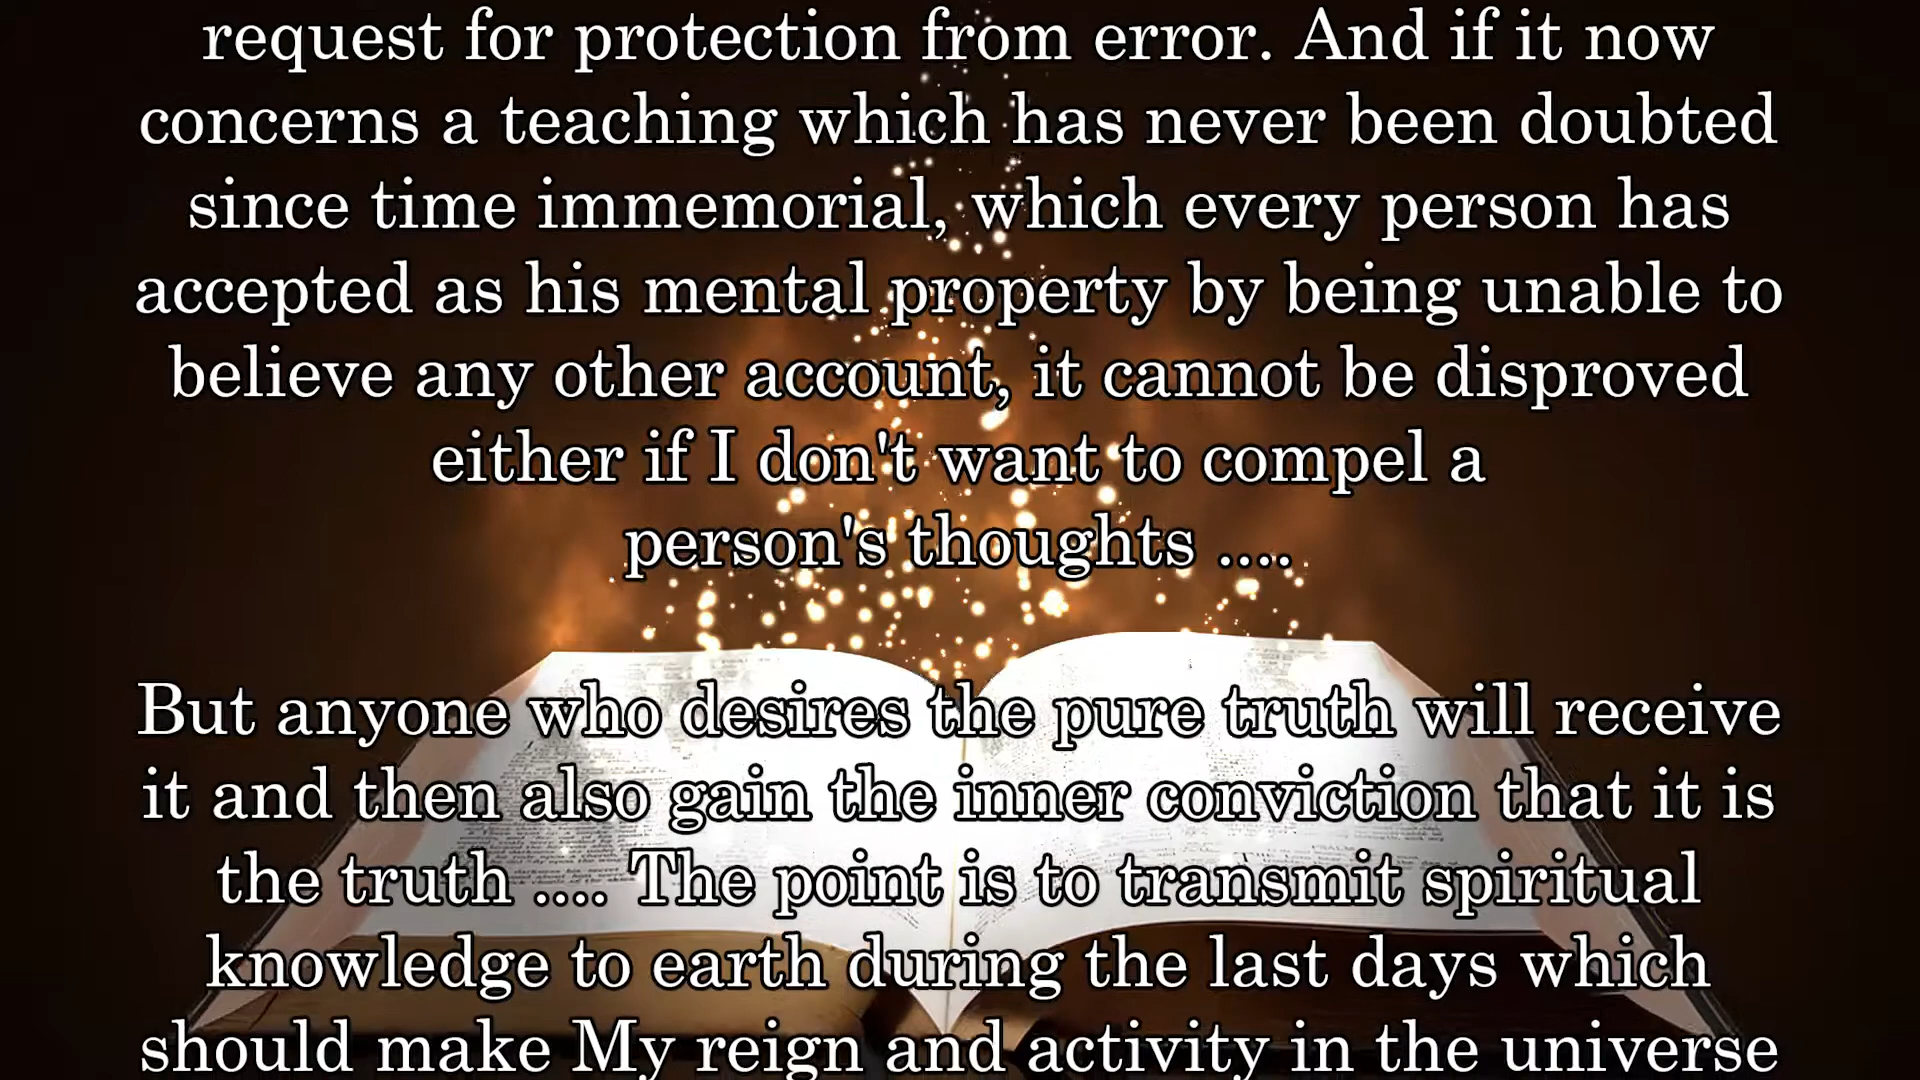 request for protection from error. And if it now
concerns a teaching which has never been doubted
since time immemorial, which every person has
accepted as his mental property by being unable to
believe any other account, it cannot be disproved
either if I don't want to compel a
person's thoughts ....
But anyone who desires the pure truth will receive
it and then also gain the inner conviction that it is
the truth .... The point is to transmit spiritual
knowledge to earth during the last days which
should make My reign and activity in the universe